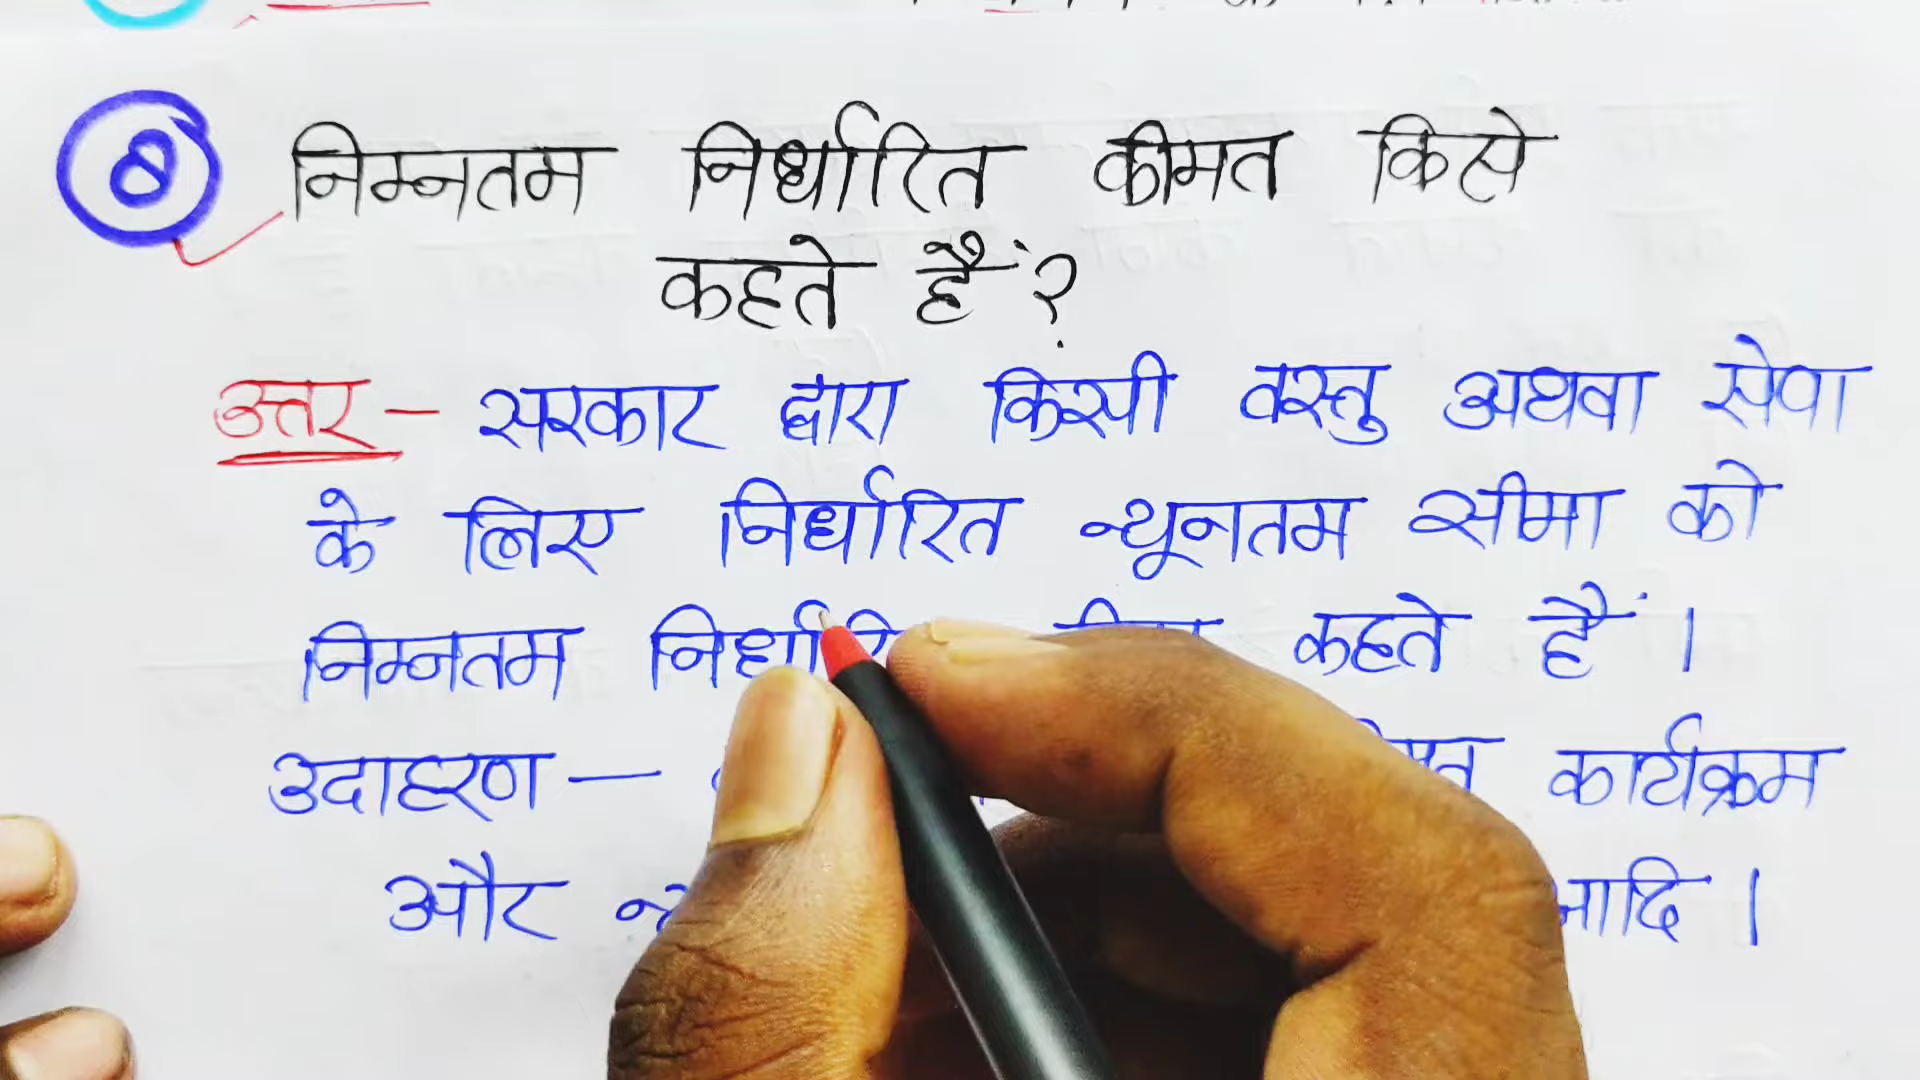 8 निम्नतम निर्धारित कीमत किसे
कहते हैं?
उत्तर - सरकार द्वारा किसी वस्तु अथवा सेवा
के लिए निर्धारित न्यूनतम सीमा को
निम्नतम कहते हैं ।
उदाहरण - कार्यक्रम
और आदि ।